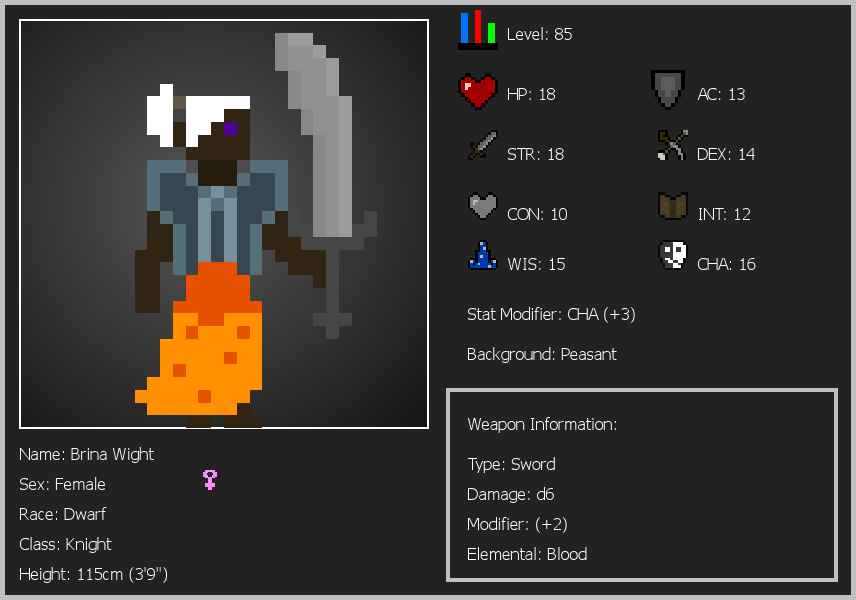 Level: 85
HP: 18
AC: 13
STR: 18
DEX: 14
CON: 10
INT: 12
WIS: 15
CHA: 16
Stat Modifier: CHA (+3)
Background: Peasant
Weapon Information:
Type: Sword
Damage: d6
Modifier: (+2)
Elemental: Blood
Name: Brina Wight
Sex: Female
Race: Dwarf
Class: Knight
Height: 115cm (3'9")